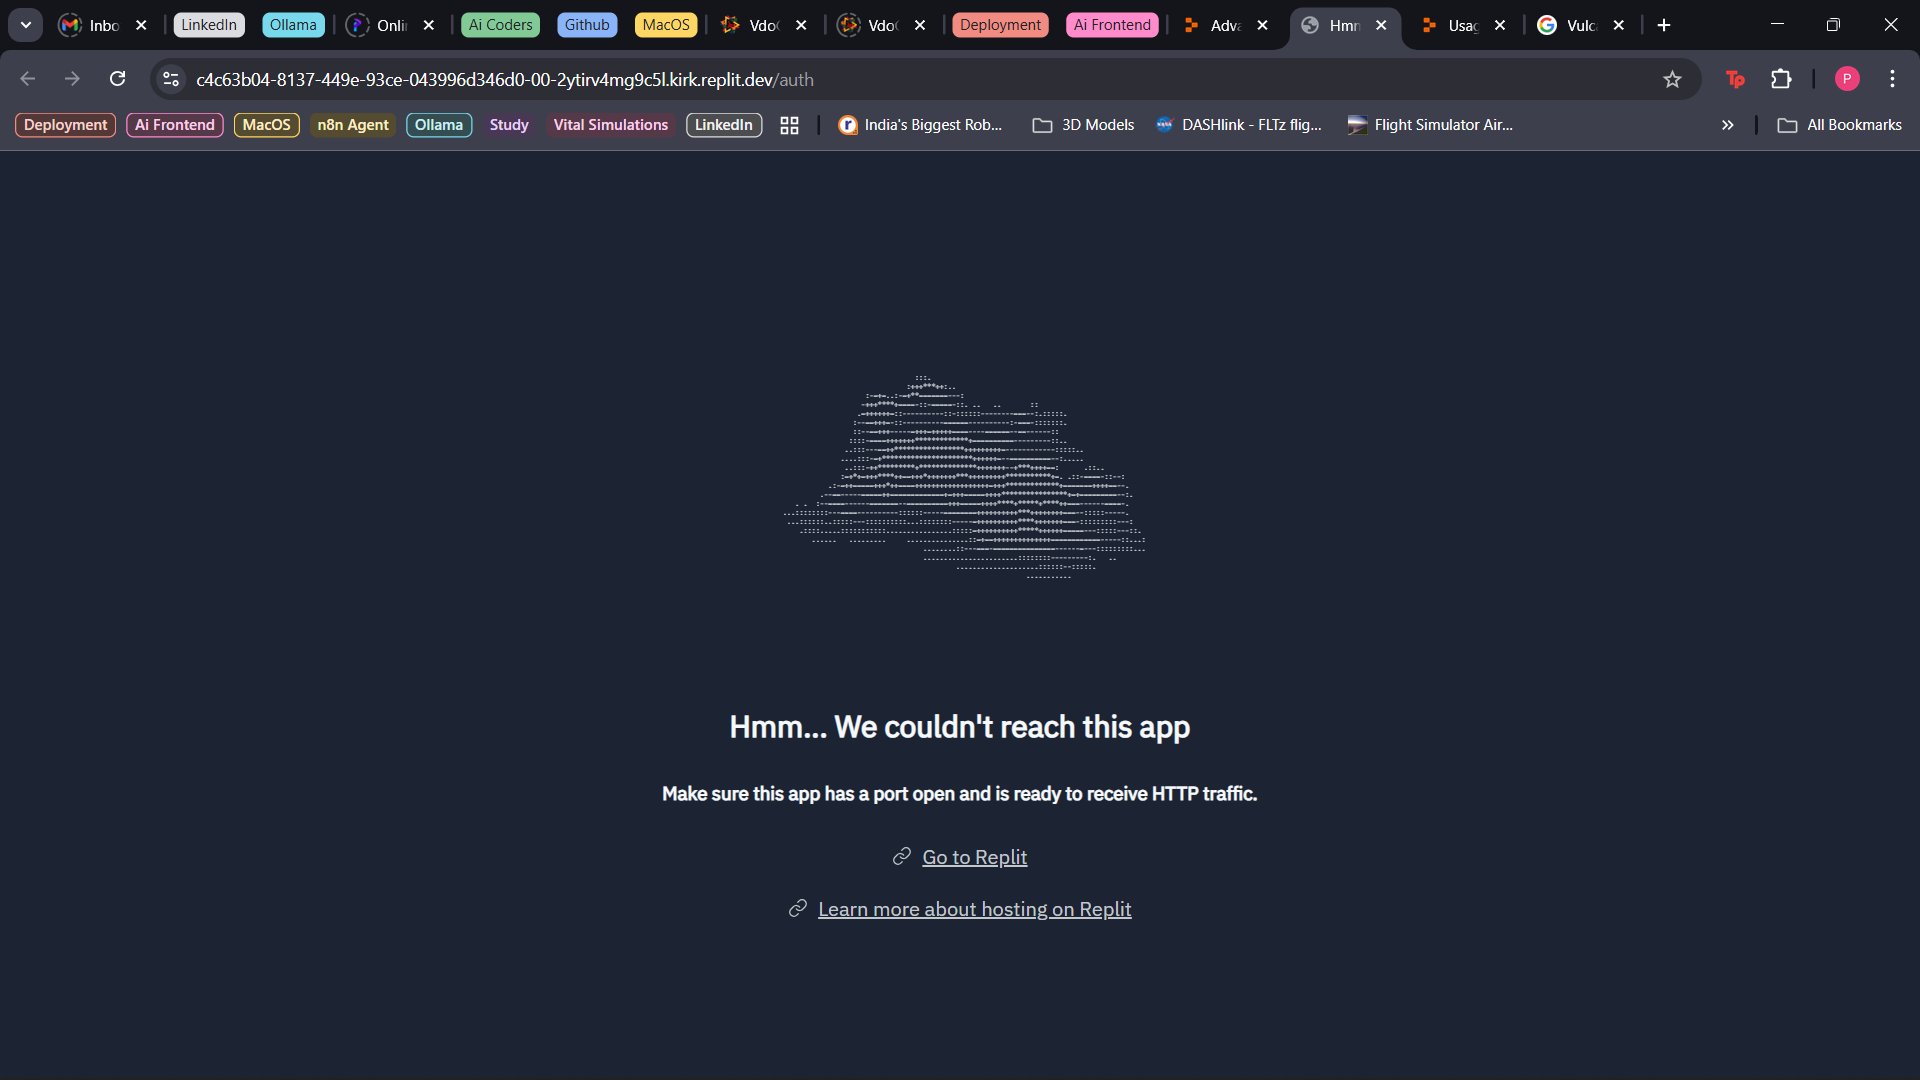 Inbo
LinkedIn
Ollama
Onli
Ai Coders
Github
MacOS
Vdo
Vdo
Deployment
Ai Frontend
Adva
Hmm
Usag
Vulc
c4c63b04-8137-449e-93ce-043996d346d0-00-2ytirv4mg9c5l.kirk.replit.dev/auth
Tp
P
Deployment
Ai Frontend
MacOS
n8n Agent
Ollama
Study
Vital Simulations
LinkedIn
India's Biggest Rob...
3D Models
DASHlink - FLTz flig...
Flight Simulator Air...
All Bookmarks
Hmm... We couldn't reach this app
Make sure this app has a port open and is ready to receive HTTP traffic.
Go to Replit
Learn more about hosting on Replit